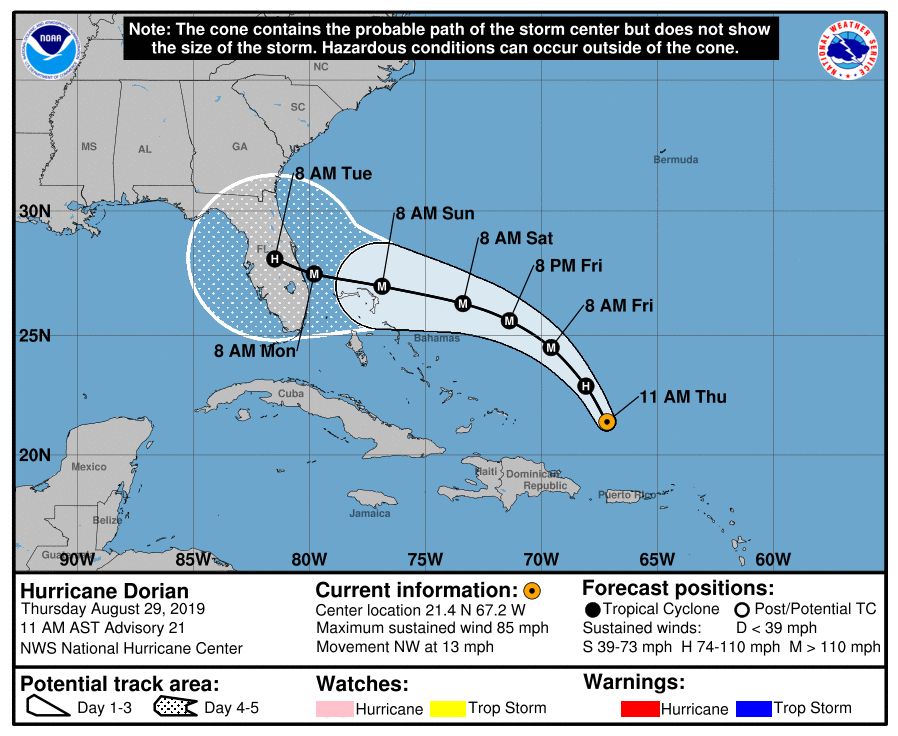 Note: The cone contains the probable path of the storm center but does not show
the size of the storm. Hazardous conditions can occur outside of the cone.
NOAA
NATIONAL WEATHER SERVICE
NC
SC
MS
AL
GA
Bermuda
8 AM Tue
30N
8 AM Sun
8 AM Sat
FL
H
8 PM Fri
M
M
8 AM Fri
M
M
25N
Bahamas
M
8 AM Mon
H
Cuba
11 AM Thu
20N
Mexico
Haiti
Dominican
Republic
Puerto Rico
Jamaica
Belize
90W
85W
80W
75W
70W
65W
60W
Hurricane Dorian
Thursday August 29, 2019
11 AM AST Advisory 21
NWS National Hurricane Center
Current information:
Center location 21.4 N 67.2 W
Maximum sustained wind 85 mph
Movement NW at 13 mph
Forecast positions:
Tropical Cyclone Post/Potential TC
Sustained winds: D < 39 mph
S 39-73 mph H 74-110 mph M > 110 mph
Potential track area:
Day 1-3 Day 4-5
Watches:
Hurricane Trop Storm
Warnings:
Hurricane Trop Storm